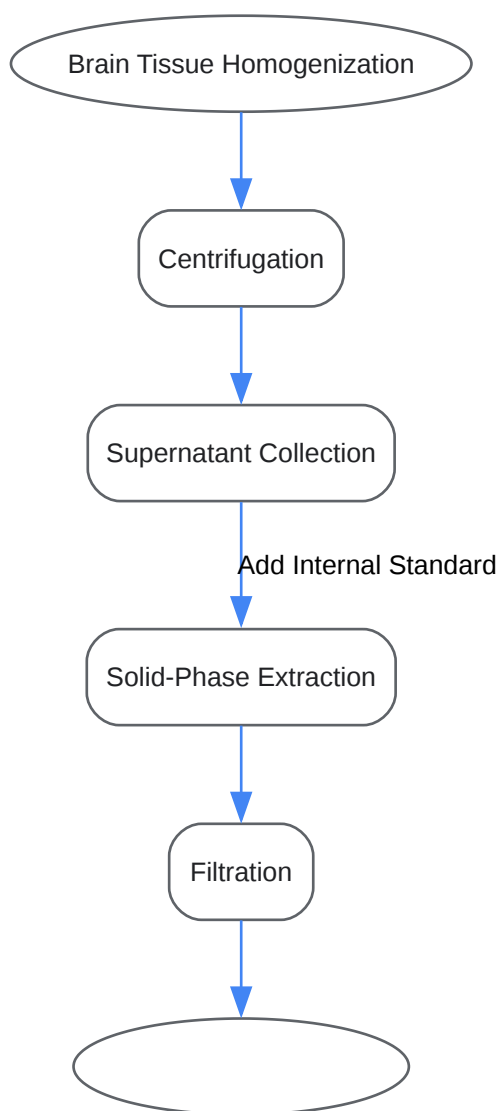 Brain Tissue Homogenization
Centrifugation
Supernatant Collection
Add Internal Standard
Solid-Phase Extraction
Filtration